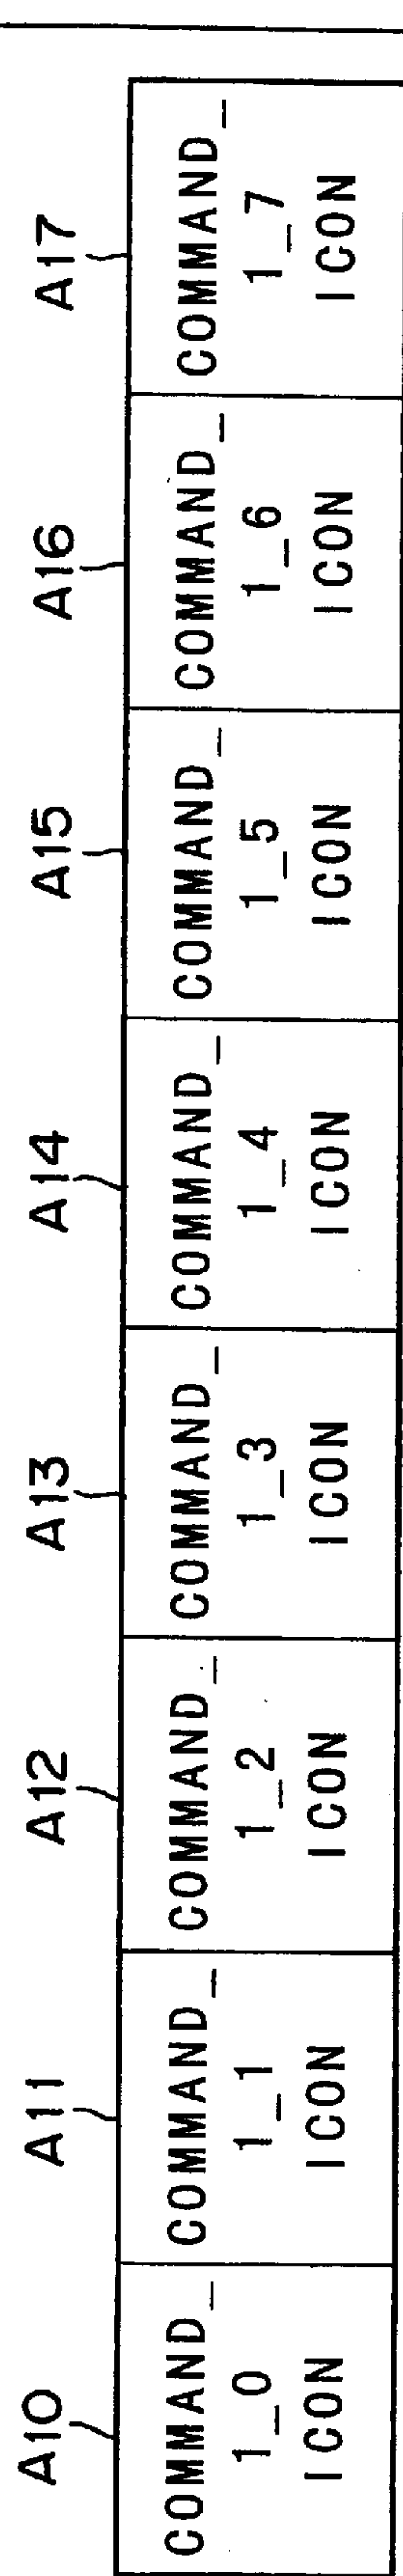 A10
A11
A12
A13
A14
A15
A16
A17
COMMAND_
1_0
ICON
COMMAND_
1_1
ICON
COMMAND_
1_2
ICON
COMMAND_
1_3
ICON
COMMAND_
1_4
ICON
COMMAND_
1_5
ICON
COMMAND_
1_6
ICON
COMMAND_
1_7
ICON